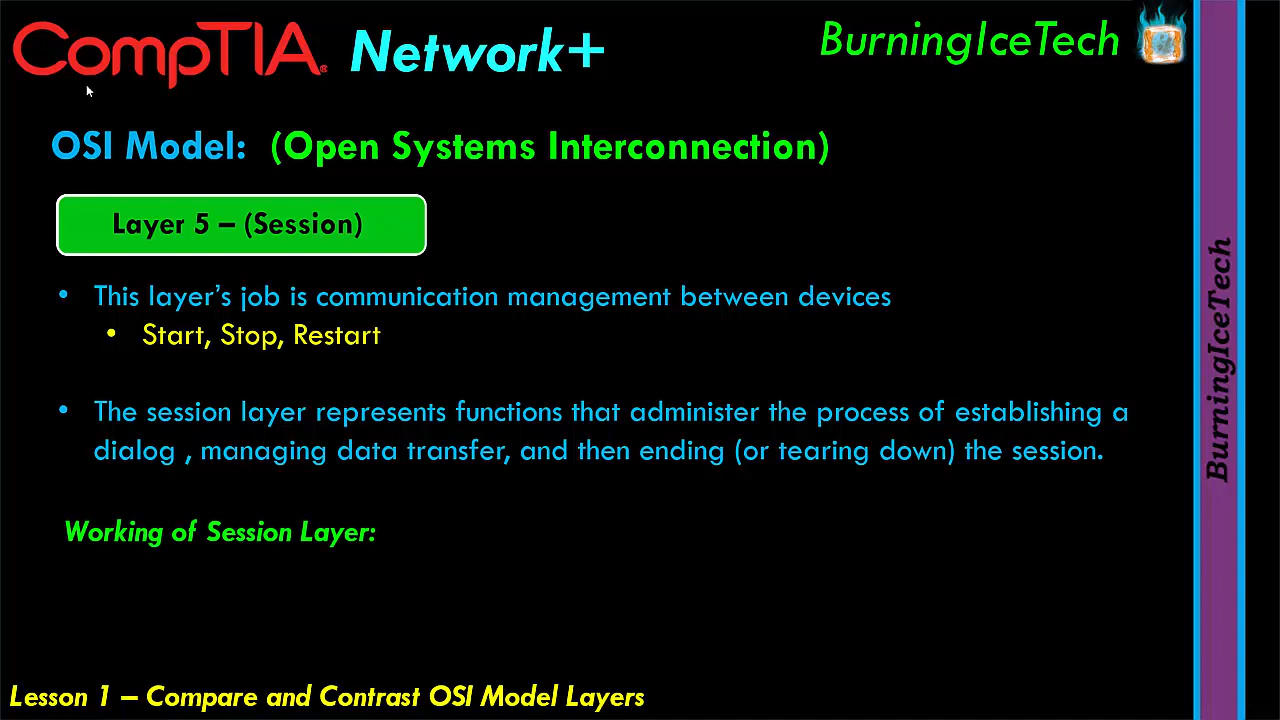 CompTIA® Network+
BurningIceTech
OSI Model: (Open Systems Interconnection)
Layer 5 – (Session)
• This layer’s job is communication management between devices
• Start, Stop, Restart
• The session layer represents functions that administer the process of establishing a
dialog , managing data transfer, and then ending (or tearing down) the session.
Working of Session Layer:
Lesson 1 – Compare and Contrast OSI Model Layers
BurningIceTech